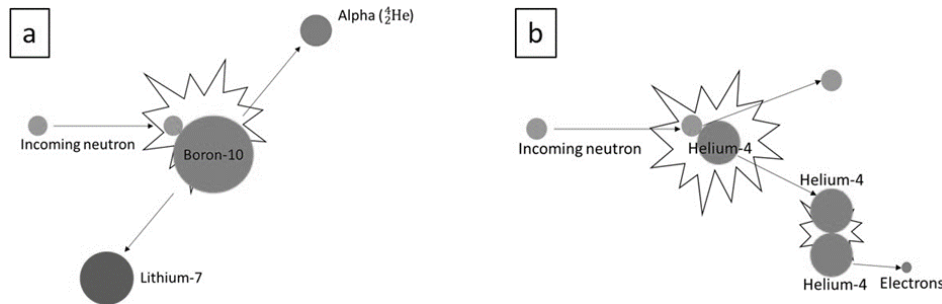 a
Alpha (⁴₂He)
Incoming neutron
Boron-10
Lithium-7
b
Incoming neutron
Helium-4
Helium-4
Helium-4
Electrons